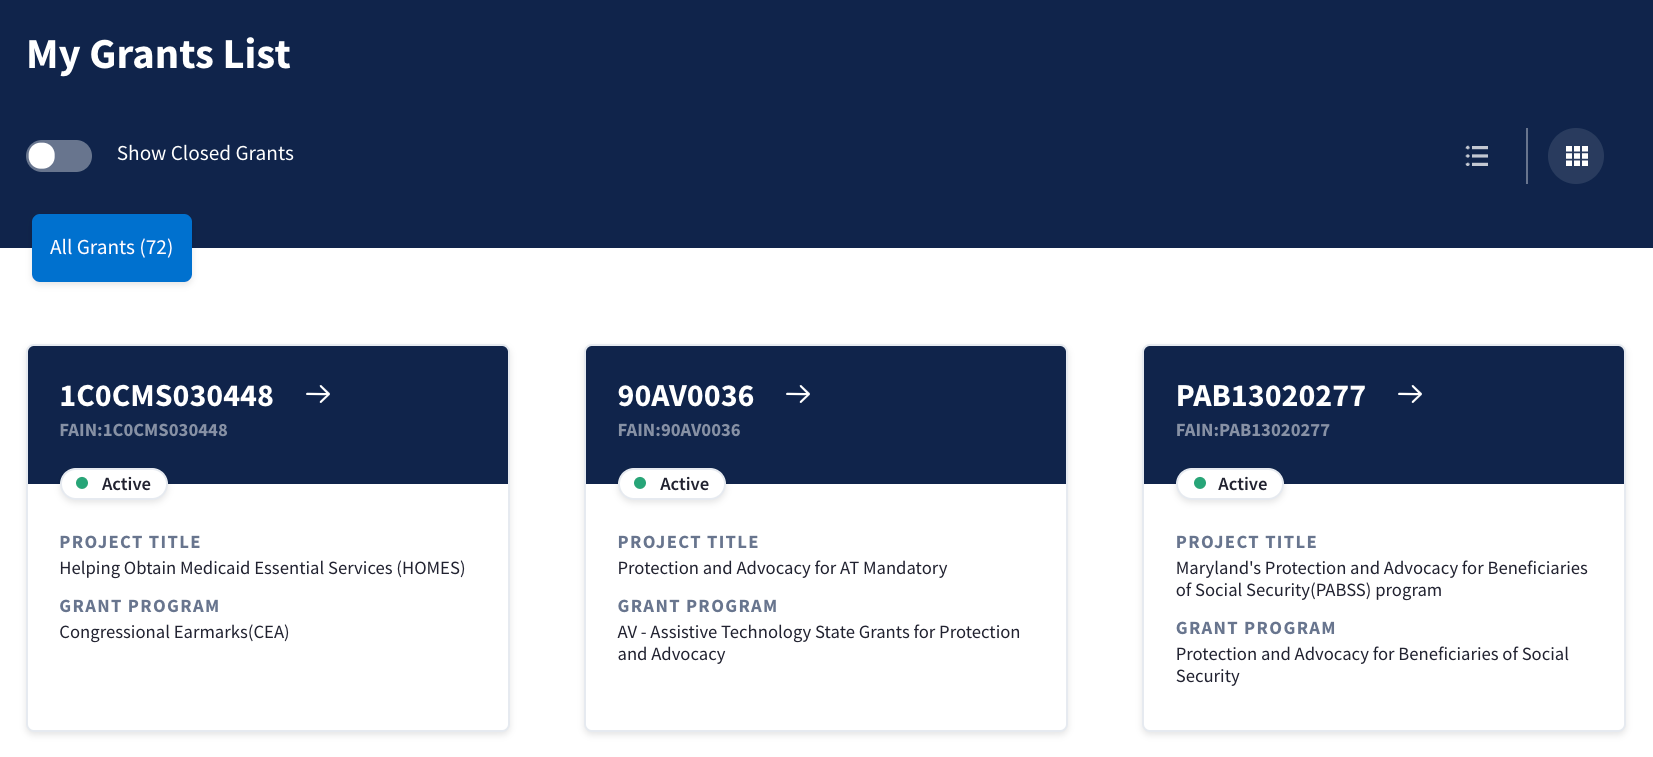 My Grants List
Show Closed Grants
All Grants (72)
1C0CMS030448
FAIN:1C0CMS030448
Active
PROJECT TITLE
Helping Obtain Medicaid Essential Services (HOMES)
GRANT PROGRAM
Congressional Earmarks(CEA)
90AV0036
FAIN:90AV0036
Active
PROJECT TITLE
Protection and Advocacy for AT Mandatory
GRANT PROGRAM
AV - Assistive Technology State Grants for Protection
and Advocacy
PAB13020277
FAIN:PAB13020277
Active
PROJECT TITLE
Maryland's Protection and Advocacy for Beneficiaries
of Social Security(PABSS) program
GRANT PROGRAM
Protection and Advocacy for Beneficiaries of Social
Security